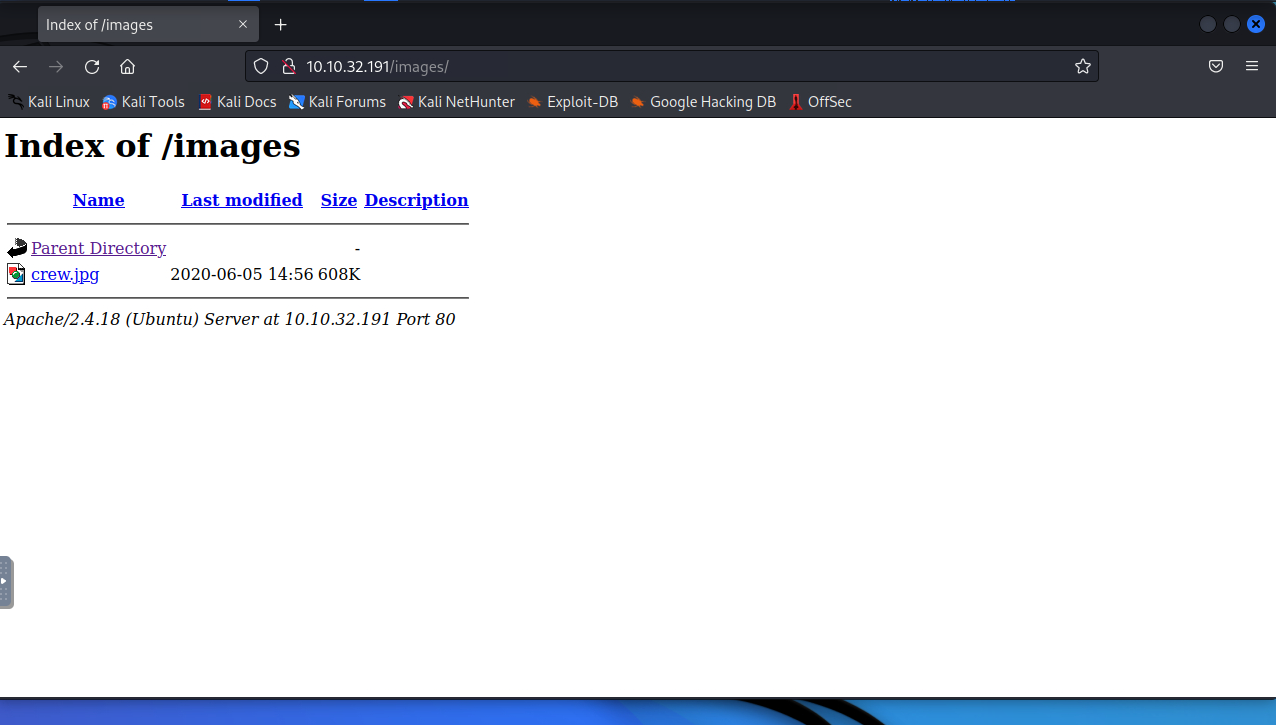 Index of /images
10.10.32.191/images/
Kali Linux Kali Tools Kali Docs Kali Forums Kali NetHunter Exploit-DB Google Hacking DB OffSec
Index of /images
Name Last modified Size Description
Parent Directory -
crew.jpg 2020-06-05 14:56 608K
Apache/2.4.18 (Ubuntu) Server at 10.10.32.191 Port 80